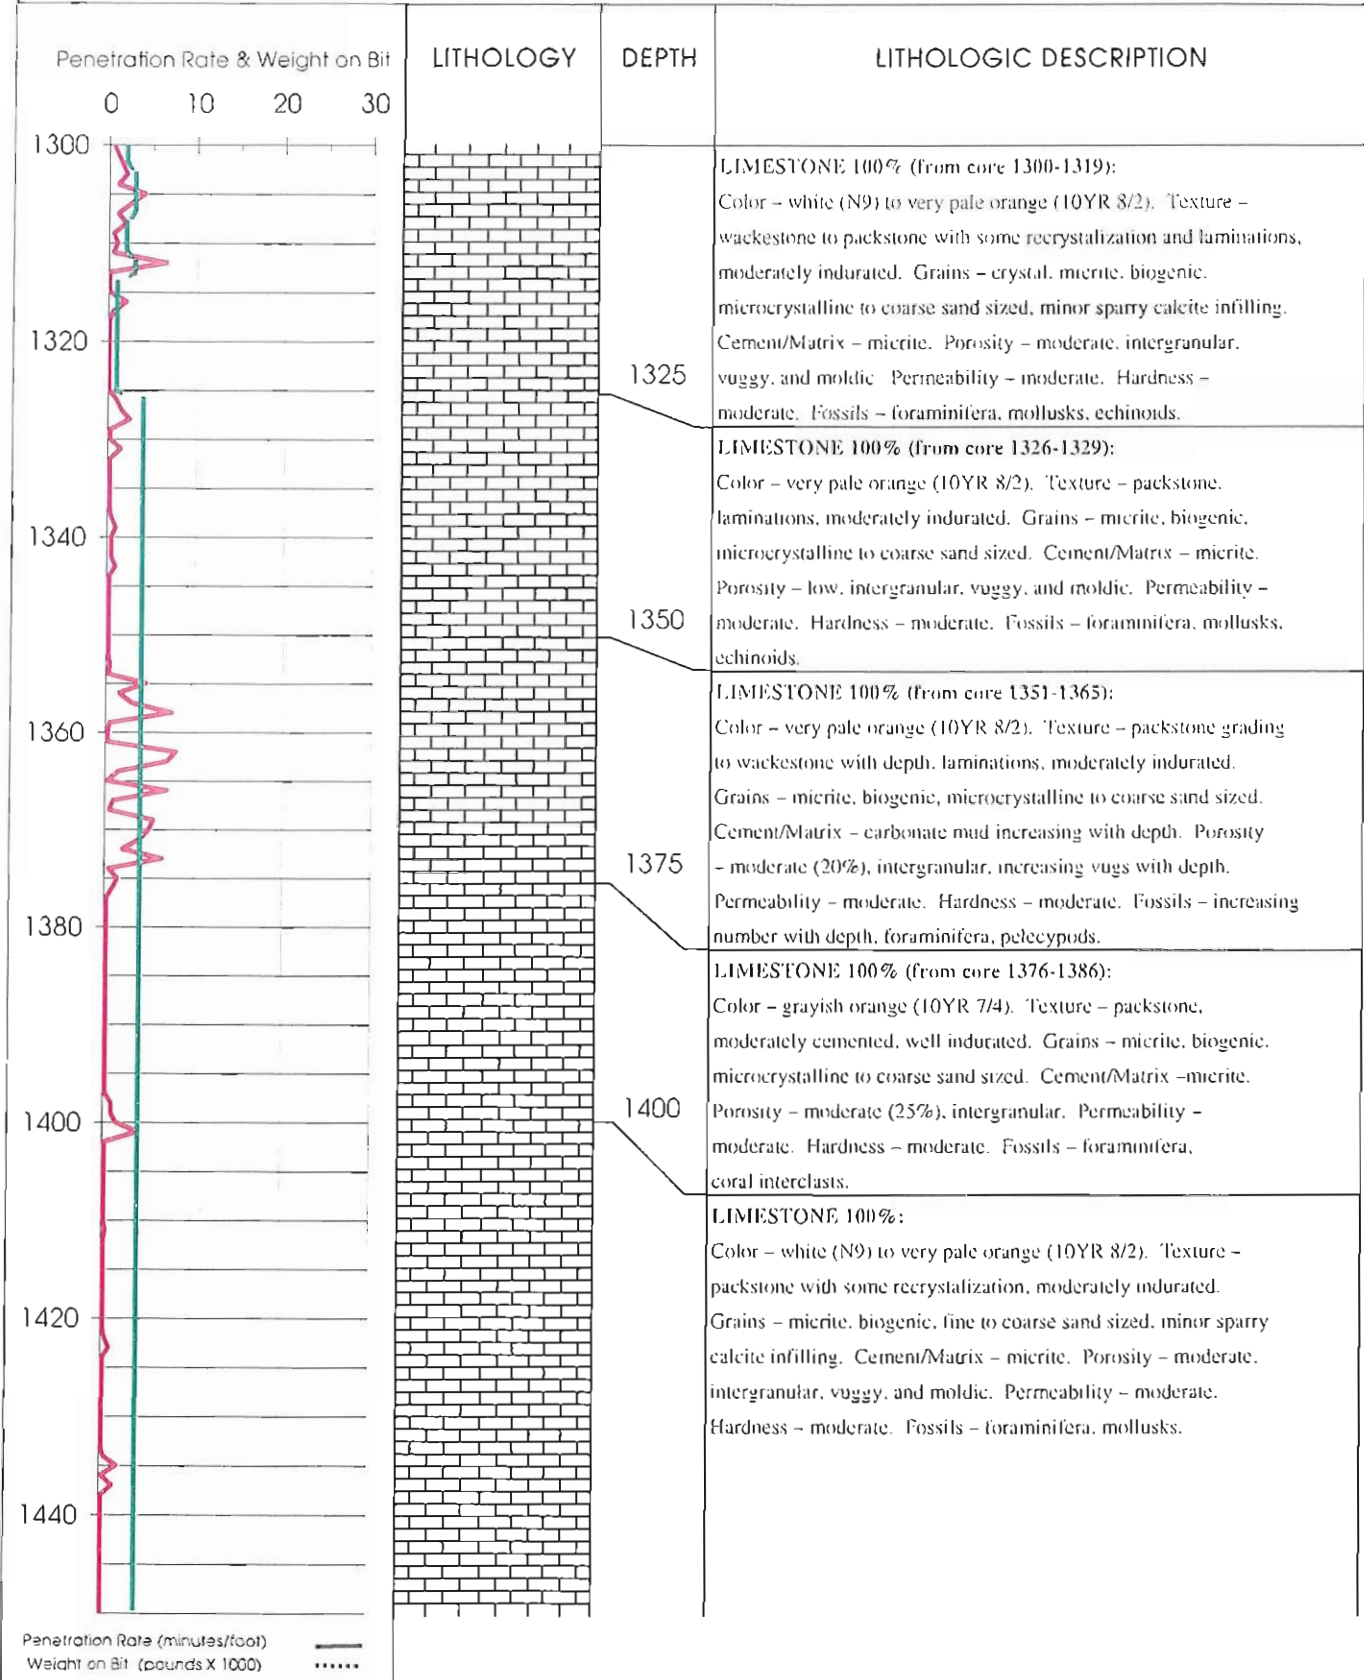 Penetration Rate & Weight on Bit
LITHOLOGY
DEPTH
LITHOLOGIC DESCRIPTION
0 10 20 30
1300
1320
1340
1360
1380
1400
1420
1440
1325
1350
1375
1400
LIMESTONE 100% (from core 1300-1319):
Color – white (N9) to very pale orange (10YR 8/2). Texture –
wackestone to packstone with some recrystalization and laminations,
moderately indurated. Grains – crystal, micrite, biogenic,
microcrystalline to coarse sand sized, minor sparry calcite infilling.
Cement/Matrix – micrite. Porosity – moderate, intergranular,
vuggy, and moldic Permeability – moderate. Hardness –
moderate. Fossils – foraminifera, mollusks, echinoids.
LIMESTONE 100% (from core 1326-1329):
Color – very pale orange (10YR 8/2). Texture – packstone,
laminations, moderately indurated. Grains – micrite, biogenic,
microcrystalline to coarse sand sized. Cement/Matrix – micrite.
Porosity – low, intergranular, vuggy, and moldic. Permeability –
moderate. Hardness – moderate. Fossils – foraminifera, mollusks,
echinoids.
LIMESTONE 100% (from core 1351-1365):
Color – very pale orange (10YR 8/2). Texture – packstone grading
to wackestone with depth, laminations, moderately indurated.
Grains – micrite, biogenic, microcrystalline to coarse sand sized.
Cement/Matrix – carbonate mud increasing with depth. Porosity
– moderate (20%), intergranular, increasing vugs with depth.
Permeability – moderate. Hardness – moderate. Fossils – increasing
number with depth, foraminifera, pelecypods.
LIMESTONE 100% (from core 1376-1386):
Color – grayish orange (10YR 7/4). Texture – packstone,
moderately cemented, well indurated. Grains – micrite, biogenic,
microcrystalline to coarse sand sized. Cement/Matrix –micrite.
Porosity – moderate (25%), intergranular. Permeability –
moderate. Hardness – moderate. Fossils – foraminifera,
coral interclasts.
LIMESTONE 100%:
Color – white (N9) to very pale orange (10YR 8/2). Texture –
packstone with some recrystalization, moderately indurated.
Grains – micrite, biogenic, fine to coarse sand sized, minor sparry
calcite infilling. Cement/Matrix – micrite. Porosity – moderate,
intergranular, vuggy, and moldic. Permeability – moderate.
Hardness – moderate. Fossils – foraminifera, mollusks.
Penetration Rate (minutes/foot)
Weight on Bit (pounds X 1000)